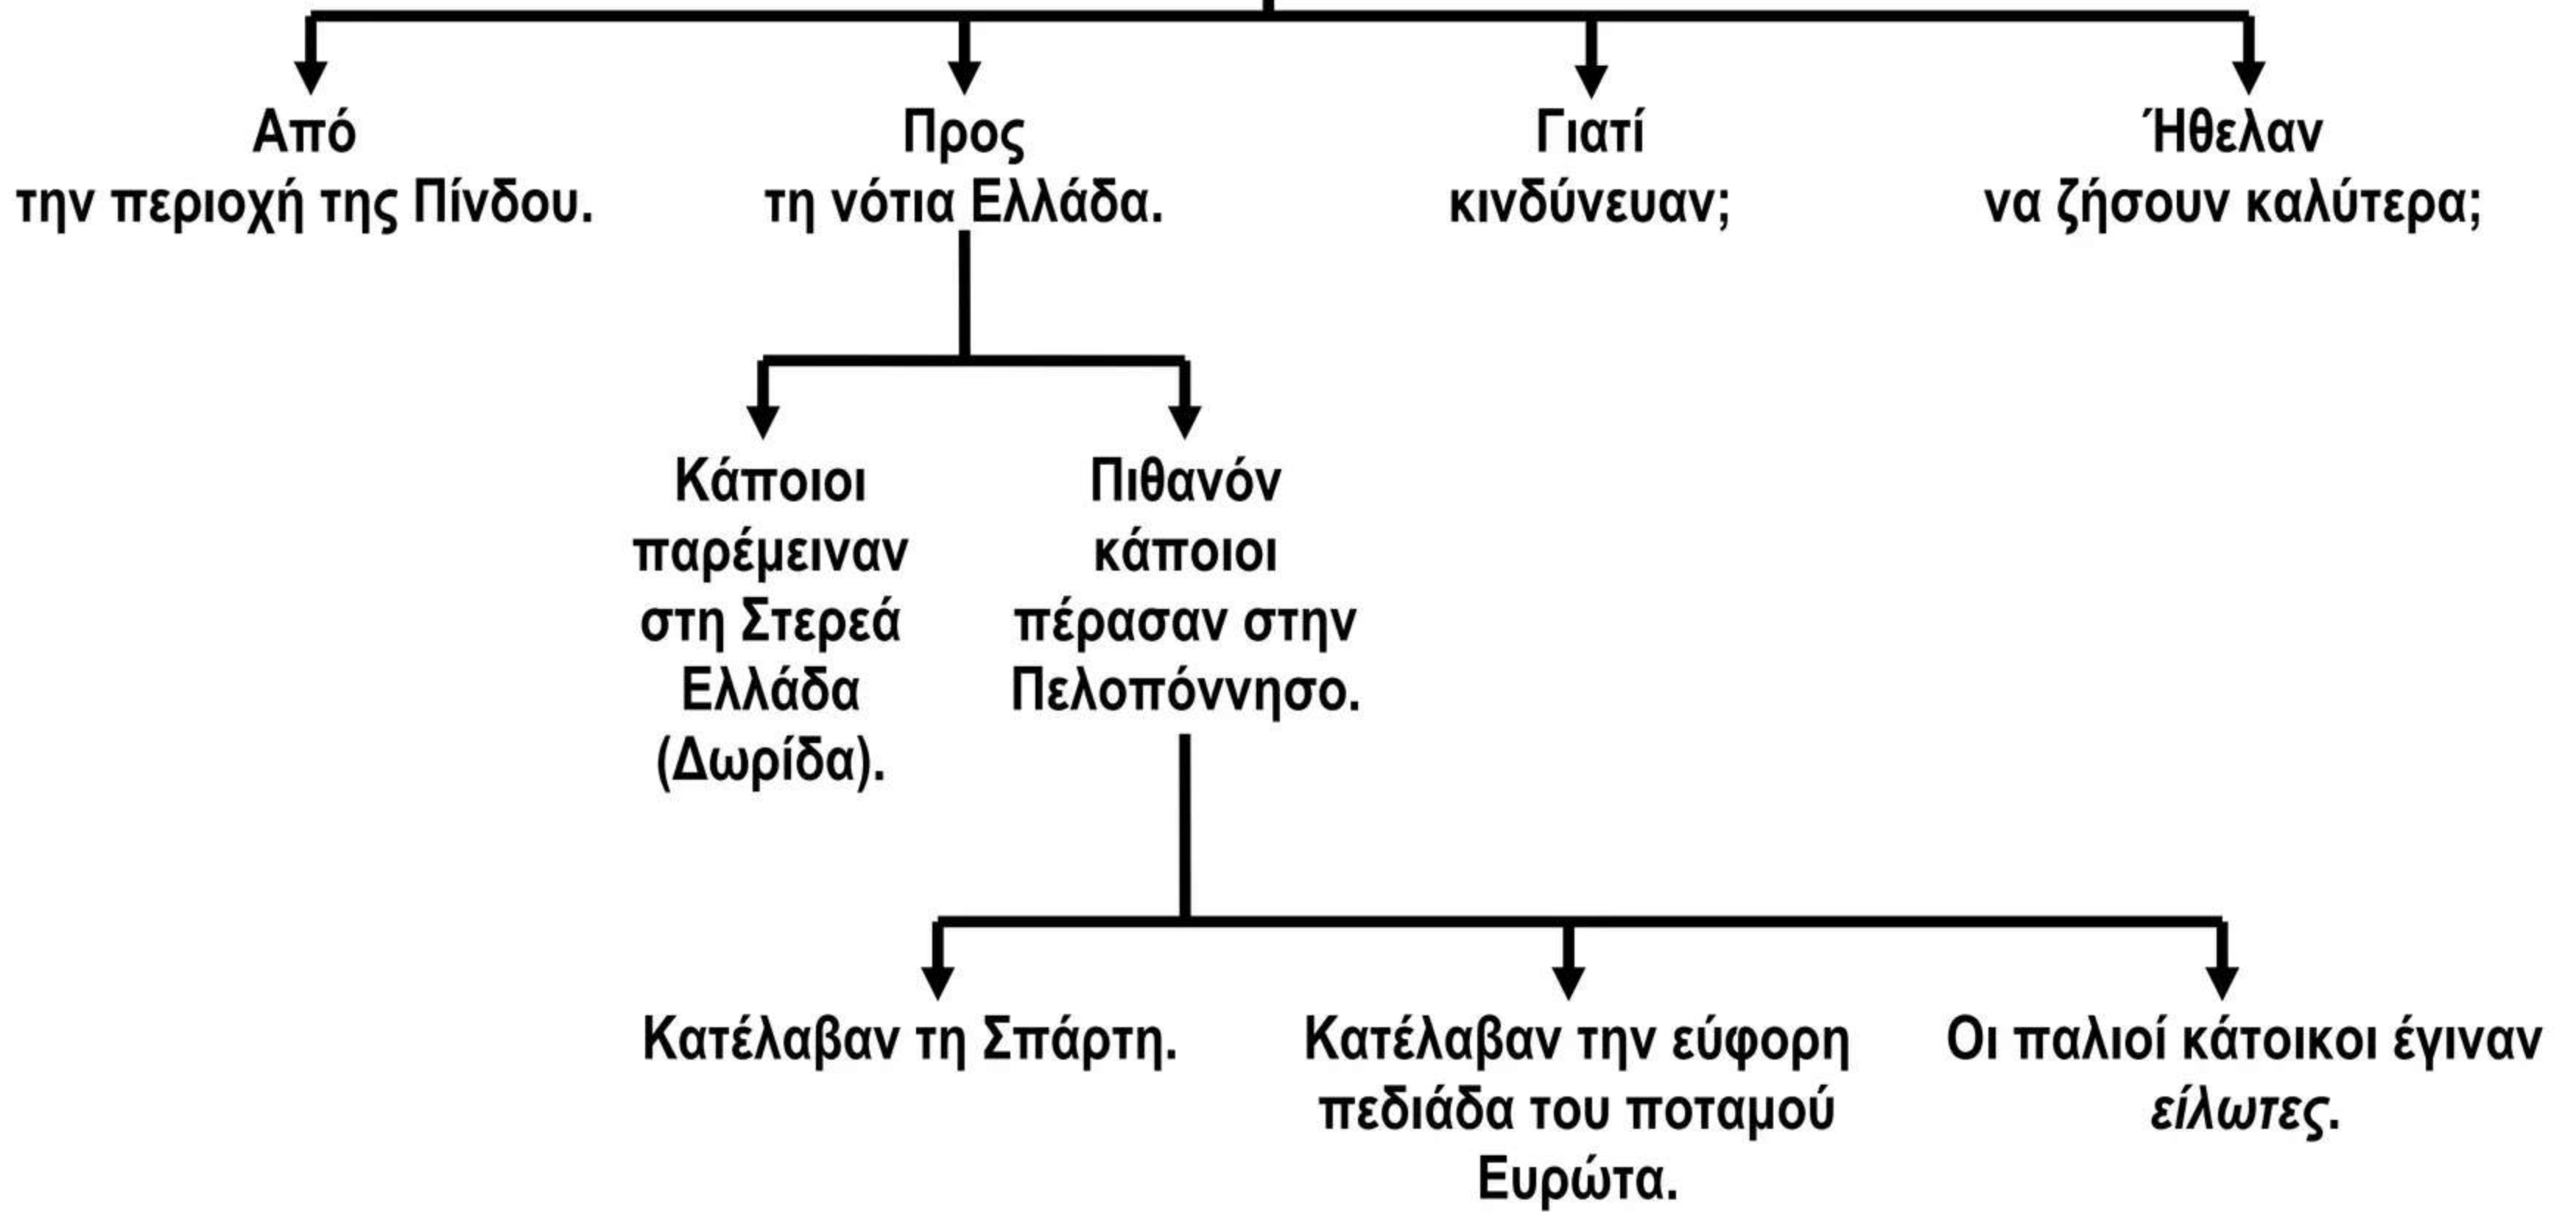 Από
την περιοχή της Πίνδου.
Προς
τη νότια Ελλάδα.
Γιατί
κινδύνευαν;
Ήθελαν
να ζήσουν καλύτερα;
Κάποιοι
παρέμειναν
στη Στερεά
Ελλάδα
(Δωρίδα).
Πιθανόν
κάποιοι
πέρασαν στην
Πελοπόννησο.
Κατέλαβαν τη Σπάρτη.
Κατέλαβαν την εύφορη
πεδιάδα του ποταμού
Ευρώτα.
Οι παλιοί κάτοικοι έγιναν
είλωτες.